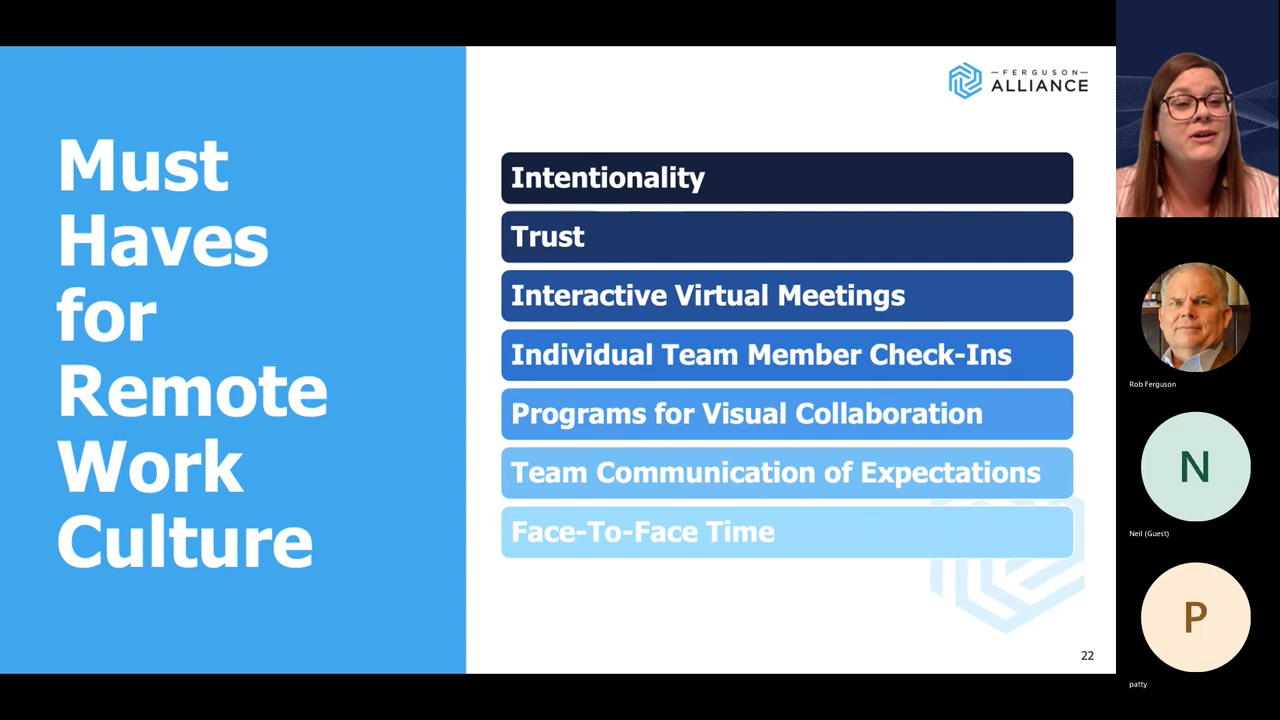 Must
Haves
for
Remote
Work
Culture
FERGUSON
ALLIANCE
Intentionality
Trust
Interactive Virtual Meetings
Individual Team Member Check-Ins
Programs for Visual Collaboration
Team Communication of Expectations
Face-To-Face Time
22
Rob Ferguson
N
Neil (Guest)
P
patty